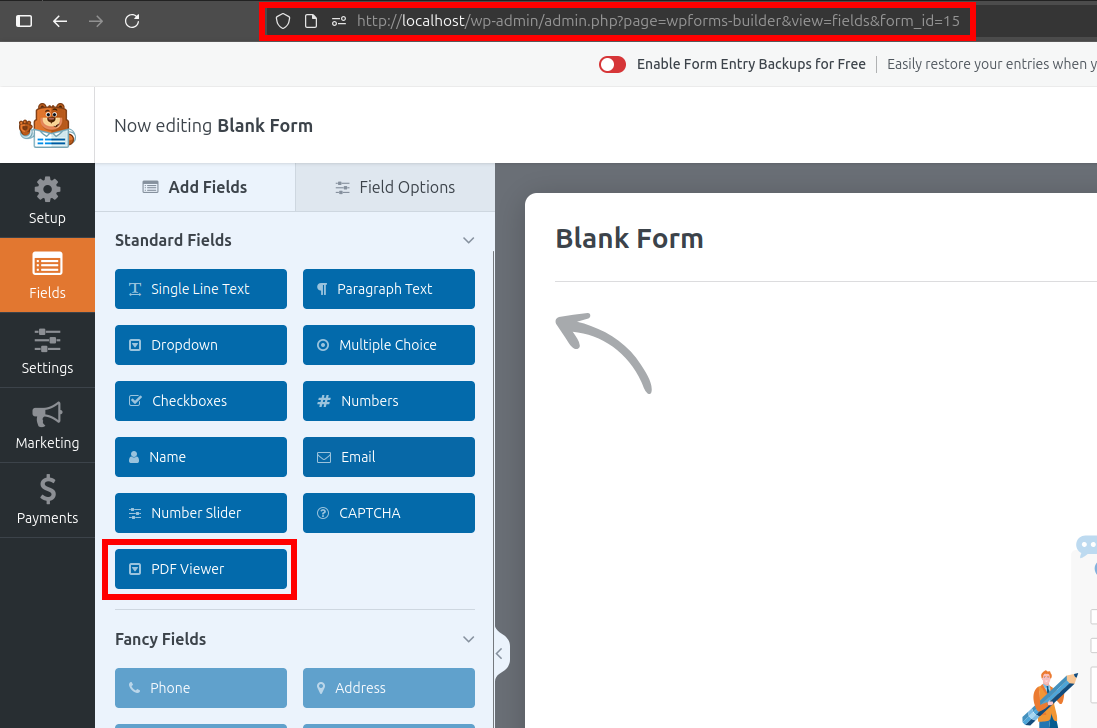 http://localhost/wp-admin/admin.php?page=wpforms-builder&view=fields&form_id=15
Enable Form Entry Backups for Free | Easily restore your entries when y
Now editing Blank Form
Add Fields
Field Options
Setup
Fields
Settings
Marketing
Payments
Standard Fields
Single Line Text
Paragraph Text
Dropdown
Multiple Choice
Checkboxes
Numbers
Name
Email
Number Slider
CAPTCHA
PDF Viewer
Fancy Fields
Phone
Address
Blank Form